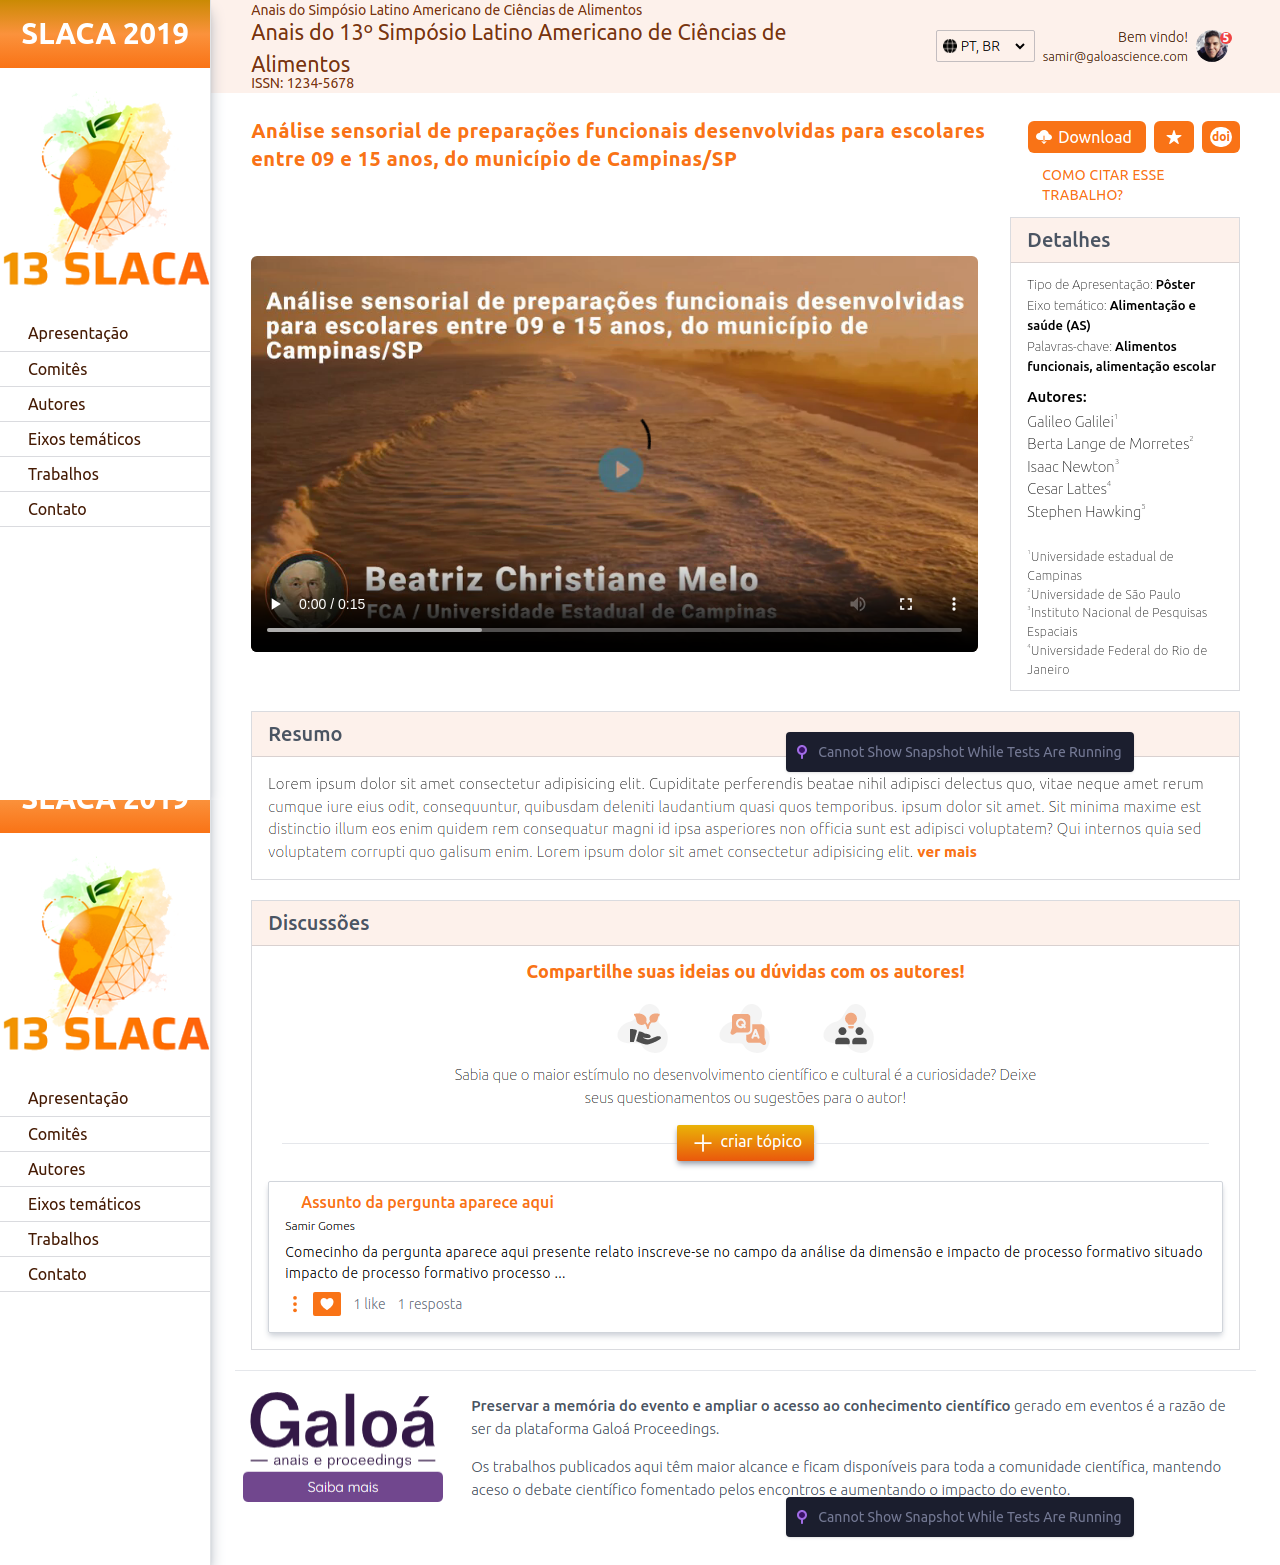 SLACA 2019
13 SLACA
Apresentação
Comitês
Autores
Eixos temáticos
Trabalhos
Contato
SLACA 2019
13 SLACA
Apresentação
Comitês
Autores
Eixos temáticos
Trabalhos
Contato
Anais do Simpósio Latino Americano de Ciências de Alimentos
Anais do 13º Simpósio Latino Americano de Ciências de
Alimentos
ISSN: 1234-5678
PT, BR
Bem vindo!
samir@galoascience.com
5
Análise sensorial de preparações funcionais desenvolvidas para escolares
entre 09 e 15 anos, do município de Campinas/SP
Download
doi
COMO CITAR ESSE
TRABALHO?
Análise sensorial de preparações funcionais desenvolvidas
para escolares entre 09 e 15 anos, do município de
Campinas/SP
Beatriz Christiane Melo
FCA / Universidade Estadual de Campinas
0:00 / 0:15
Detalhes
Tipo de Apresentação: Pôster
Eixo temático: Alimentação e
saúde (AS)
Palavras-chave: Alimentos
funcionais, alimentação escolar
Autores:
Galileo Galilei¹
Berta Lange de Morretes²
Isaac Newton³
Cesar Lattes⁴
Stephen Hawking⁵
¹Universidade estadual de
Campinas
²Universidade de São Paulo
³Instituto Nacional de Pesquisas
Espaciais
⁴Universidade Federal do Rio de
Janeiro
Resumo
Cannot Show Snapshot While Tests Are Running
Lorem ipsum dolor sit amet consectetur adipisicing elit. Cupiditate perferendis beatae nihil adipisci delectus quo, vitae neque amet rerum
cumque iure eius odit, consequuntur, quibusdam deleniti laudantium quasi quos temporibus. ipsum dolor sit amet. Sit minima maxime est
distinctio illum eos enim quidem rem consequatur magni id ipsa asperiores non officia sunt est adipisci voluptatem? Qui internos quia sed
voluptatem corrupti quo galisum enim. Lorem ipsum dolor sit amet consectetur adipisicing elit. ver mais
Discussões
Compartilhe suas ideias ou dúvidas com os autores!
Q
A
Sabia que o maior estímulo no desenvolvimento científico e cultural é a curiosidade? Deixe
seus questionamentos ou sugestões para o autor!
criar tópico
Assunto da pergunta aparece aqui
Samir Gomes
Comecinho da pergunta aparece aqui presente relato inscreve-se no campo da análise da dimensão e impacto de processo formativo situado
impacto de processo formativo processo ...
1 like 1 resposta
Galoá
anais e proceedings
Saiba mais
Preservar a memória do evento e ampliar o acesso ao conhecimento científico gerado em eventos é a razão de
ser da plataforma Galoá Proceedings.
Os trabalhos publicados aqui têm maior alcance e ficam disponíveis para toda a comunidade científica, mantendo
aceso o debate científico fomentado pelos encontros e aumentando o impacto do evento.
Cannot Show Snapshot While Tests Are Running